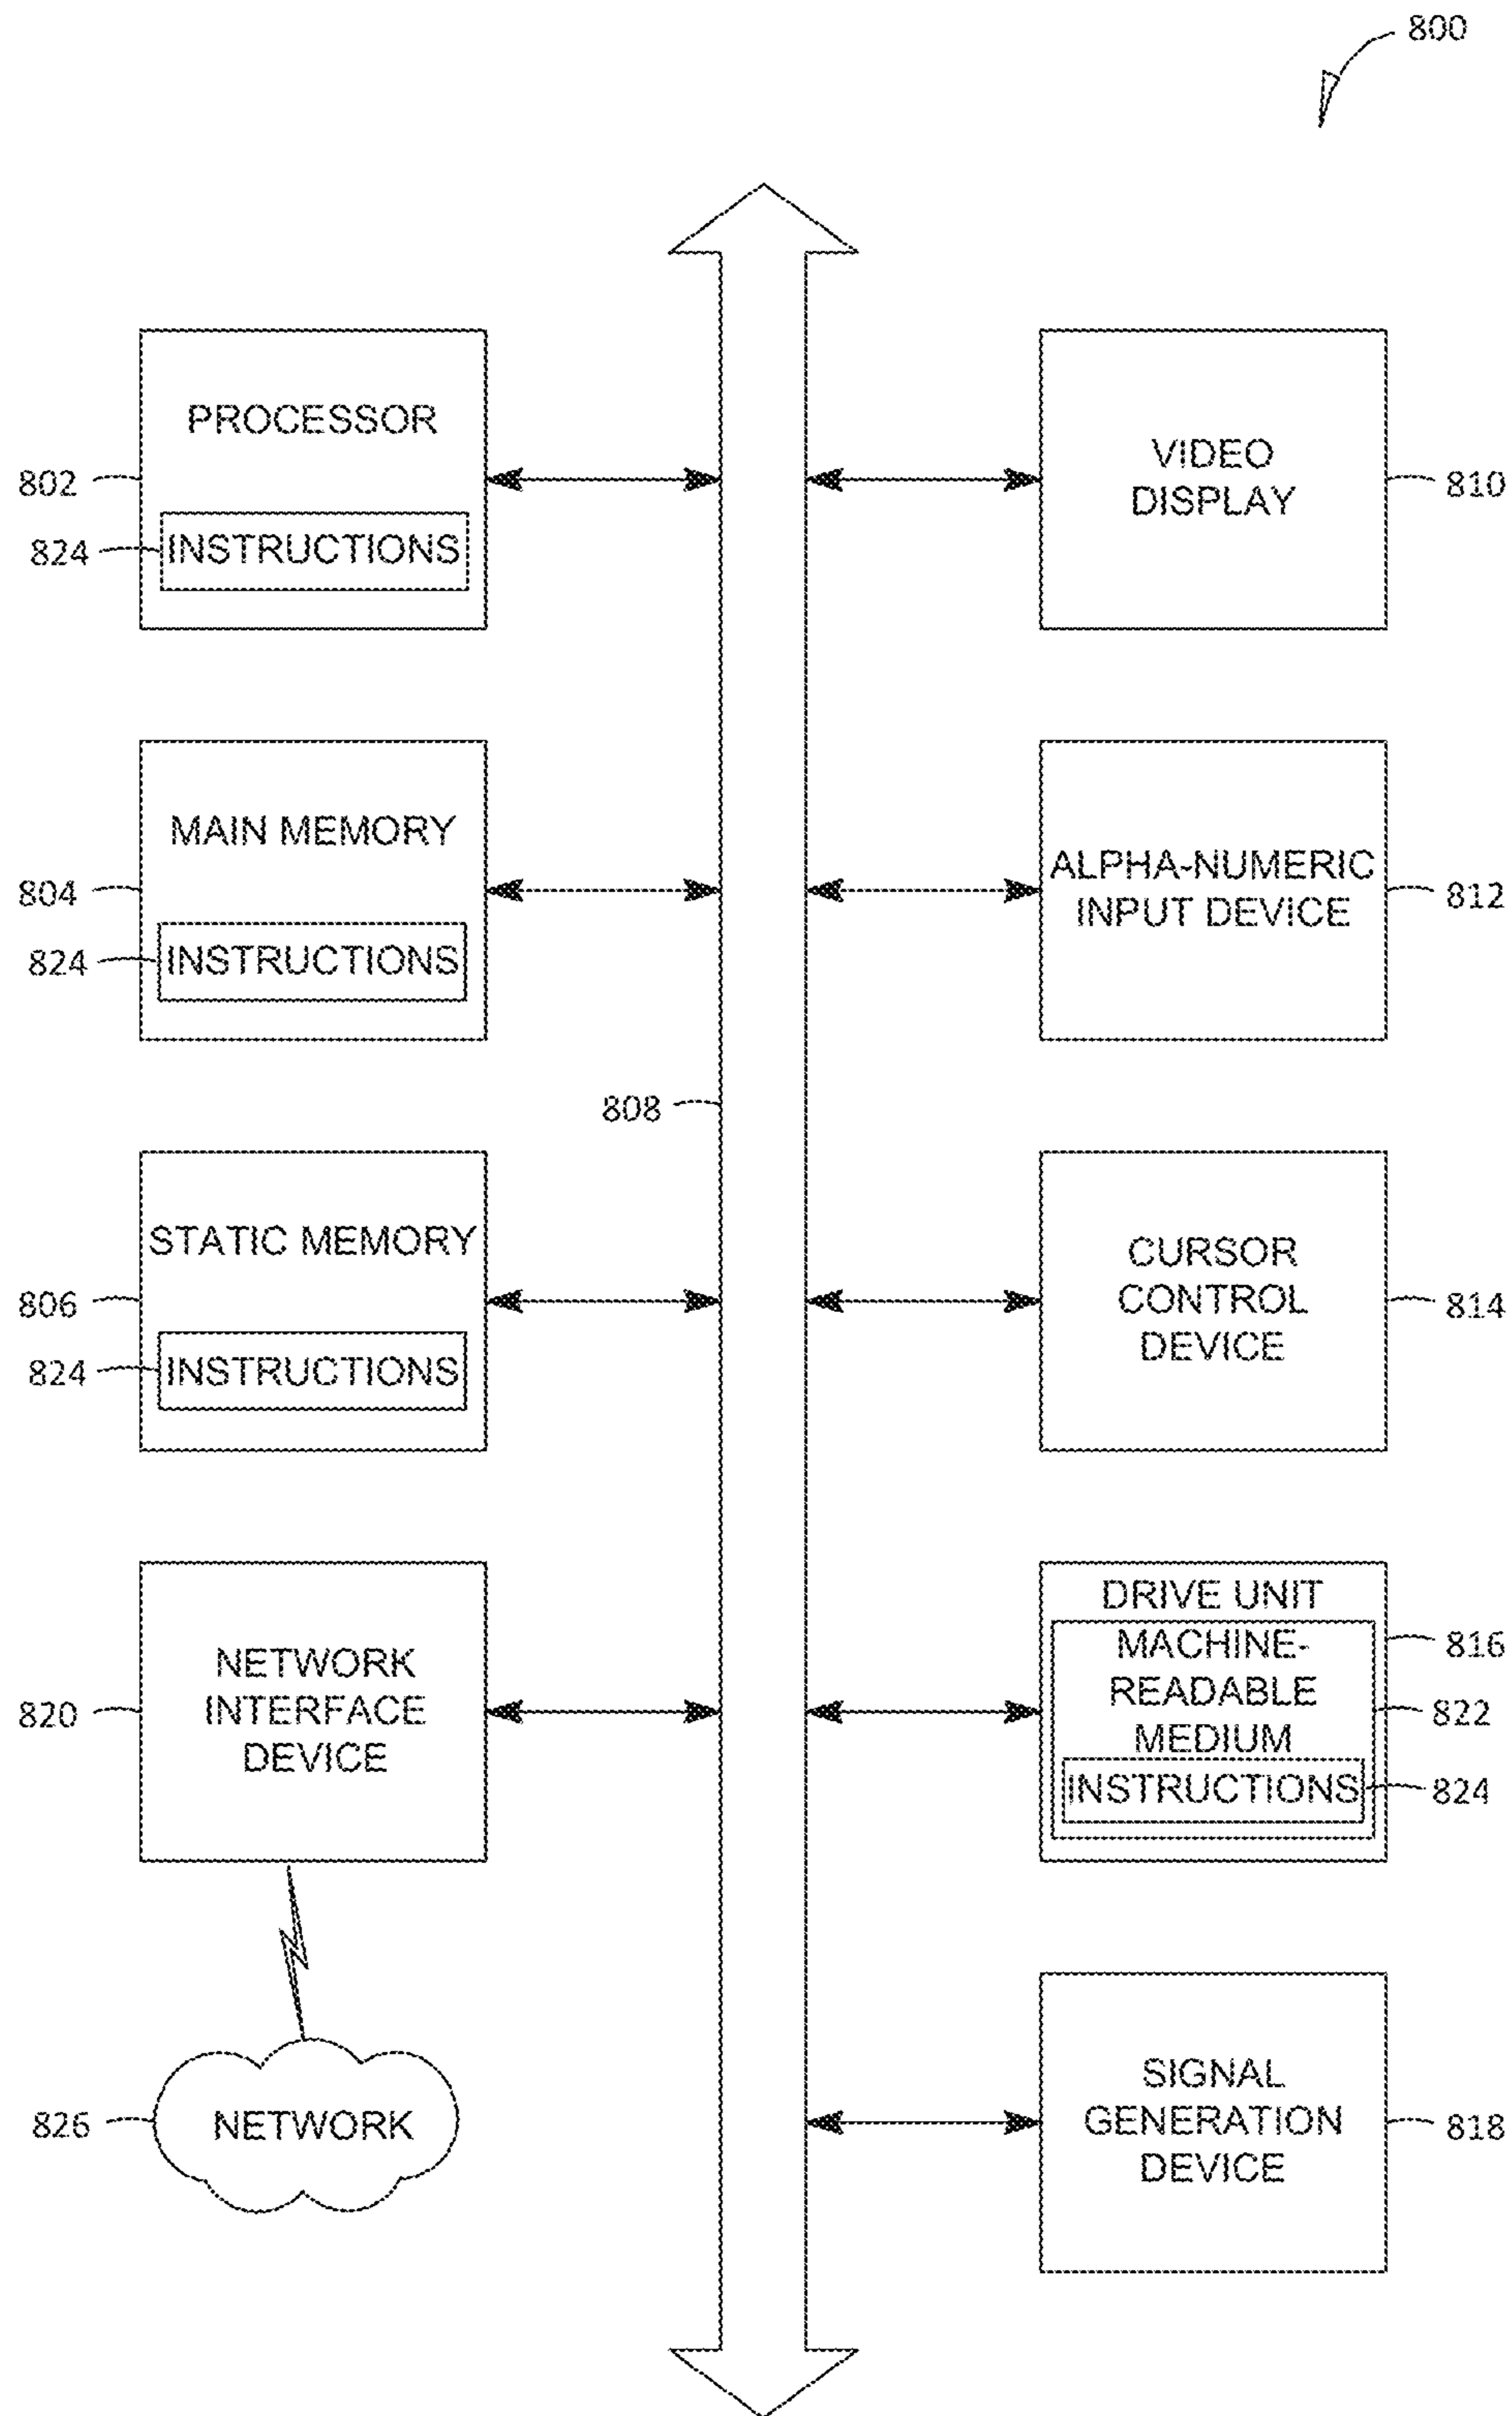 800
PROCESSOR
802
824
INSTRUCTIONS
VIDEO
DISPLAY
810
MAIN MEMORY
804
824
INSTRUCTIONS
ALPHA-NUMERIC
INPUT DEVICE
812
808
STATIC MEMORY
806
824
INSTRUCTIONS
CURSOR
CONTROL
DEVICE
814
NETWORK
INTERFACE
DEVICE
820
DRIVE UNIT
816
MACHINE-
READABLE
MEDIUM
822
INSTRUCTIONS
824
826
NETWORK
SIGNAL
GENERATION
DEVICE
818